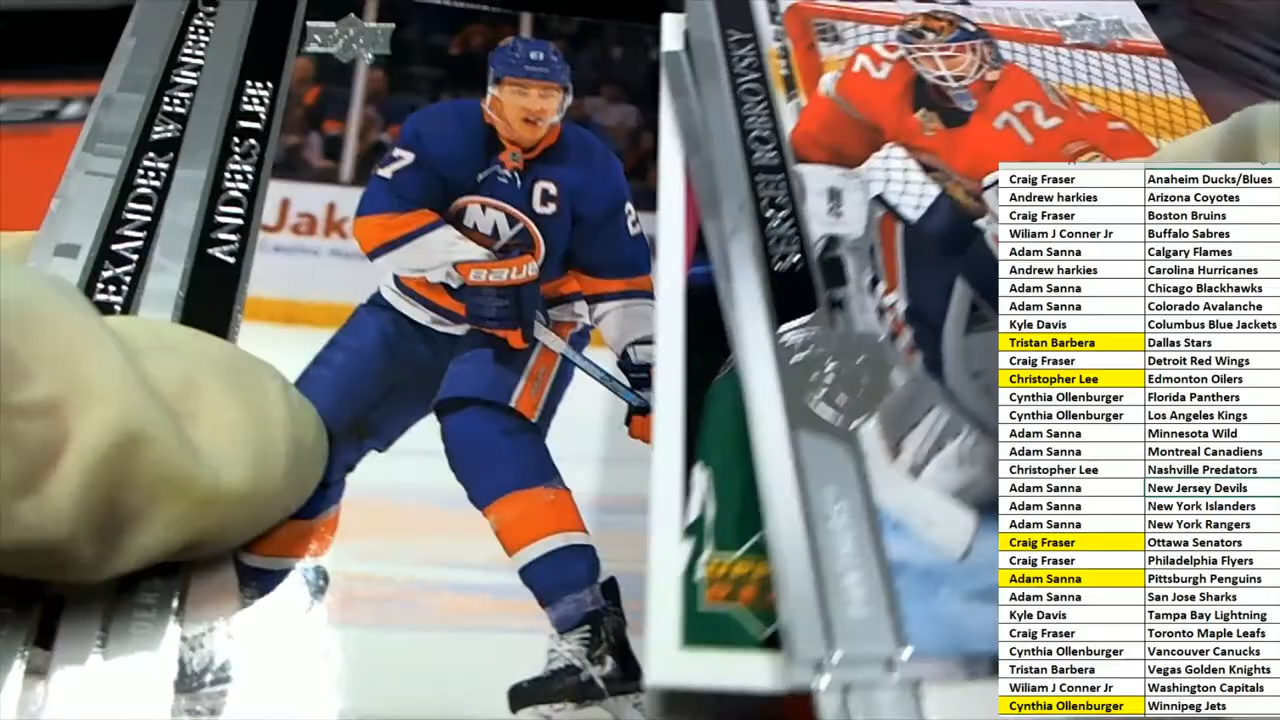 EXANDER WENNBERG
ANDERS LEE
Jak
27
C
NY
BAUER
27
SERGEI BOBROVSKY
72
72
Craig Fraser Anaheim Ducks/Blues
Andrew harkies Arizona Coyotes
Craig Fraser Boston Bruins
Wiliam J Conner Jr Buffalo Sabres
Adam Sanna Calgary Flames
Andrew harkies Carolina Hurricanes
Adam Sanna Chicago Blackhawks
Adam Sanna Colorado Avalanche
Kyle Davis Columbus Blue Jackets
Tristan Barbera Dallas Stars
Craig Fraser Detroit Red Wings
Christopher Lee Edmonton Oilers
Cynthia Ollenburger Florida Panthers
Cynthia Ollenburger Los Angeles Kings
Adam Sanna Minnesota Wild
Adam Sanna Montreal Canadiens
Christopher Lee Nashville Predators
Adam Sanna New Jersey Devils
Adam Sanna New York Islanders
Adam Sanna New York Rangers
Craig Fraser Ottawa Senators
Craig Fraser Philadelphia Flyers
Adam Sanna Pittsburgh Penguins
Adam Sanna San Jose Sharks
Kyle Davis Tampa Bay Lightning
Craig Fraser Toronto Maple Leafs
Cynthia Ollenburger Vancouver Canucks
Tristan Barbera Vegas Golden Knights
Wiliam J Conner Jr Washington Capitals
Cynthia Ollenburger Winnipeg Jets